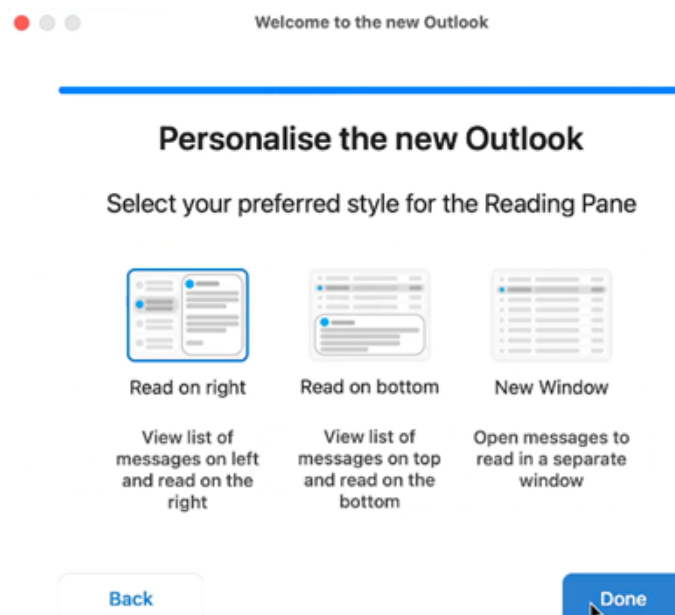 Welcome to the new Outlook
Personalise the new Outlook
Select your preferred style for the Reading Pane
Read on right
View list of
messages on left
and read on the
right
Read on bottom
View list of
messages on top
and read on the
bottom
New Window
Open messages to
read in a separate
window
Back
Done